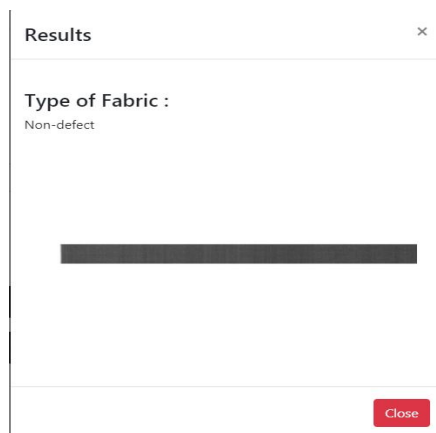 Results ×
Type of Fabric :
Non-defect
Close